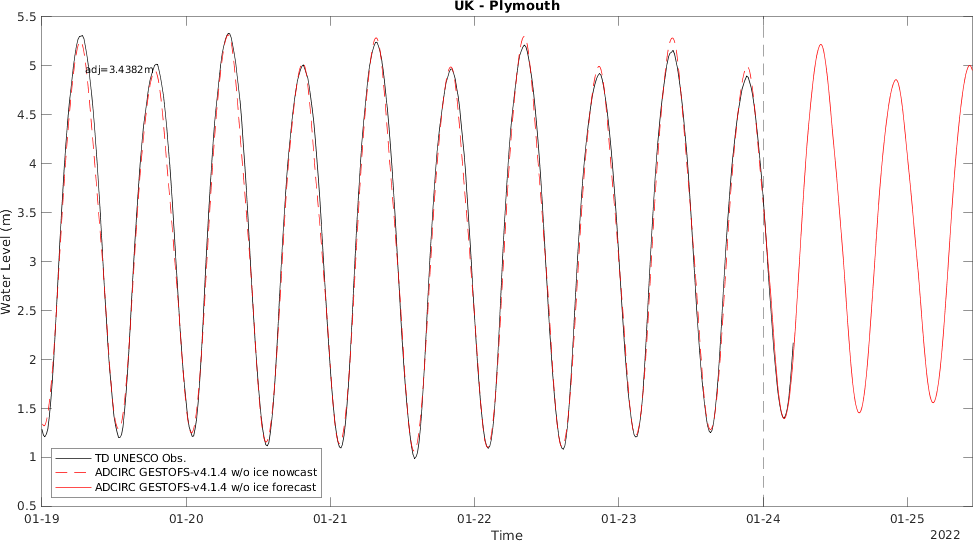 UK - Plymouth
5.5
5
4.5
4
3.5
3
2.5
2
1.5
1
0.5
Water Level (m)
adj=3.4382m
TD UNESCO Obs.
ADCIRC GESTOFS-v4.1.4 w/o ice nowcast
ADCIRC GESTOFS-v4.1.4 w/o ice forecast
01-19 01-20 01-21 01-22 01-23 01-24 01-25
Time
2022